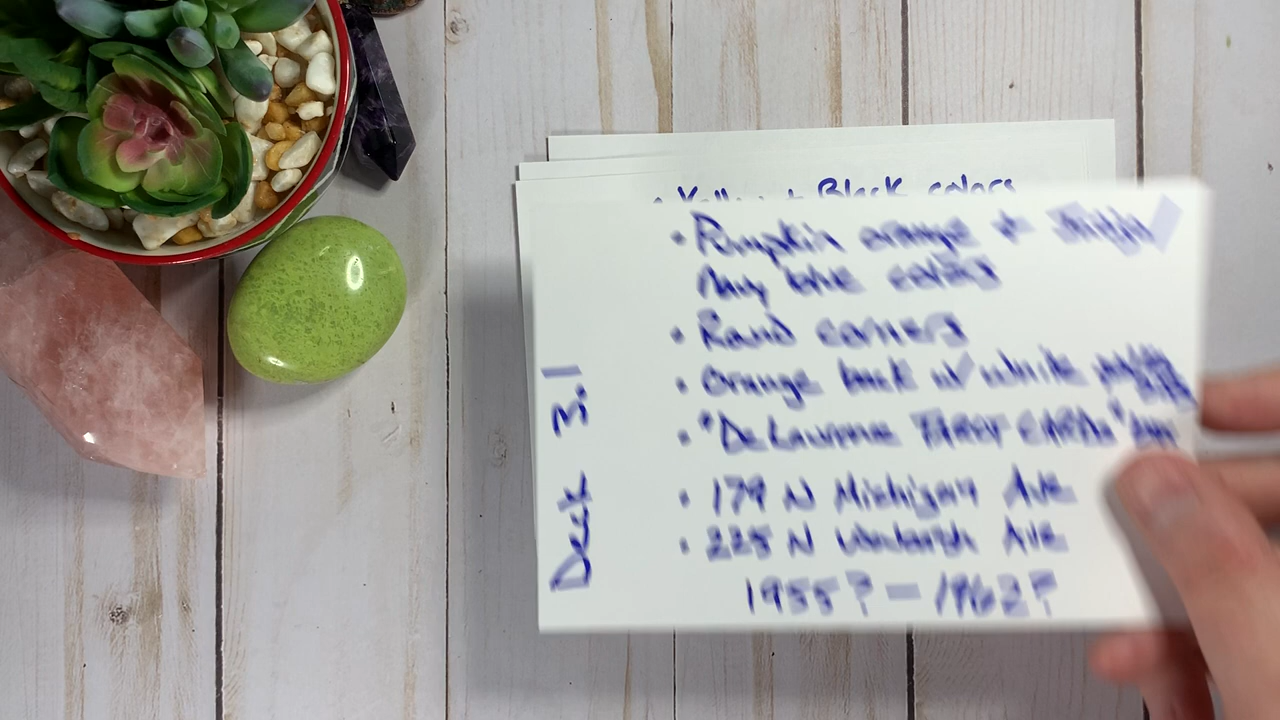 • Yellow + Black colors
• Pumpkin orange +
Navy blue colors
• Round corners
• Orange back w/ white
• "DeLaurence TAROT CARDS"
• 179 N Michigan Ave
• 225 N Wabash Ave
1955? - 1962?
Deck 3.1